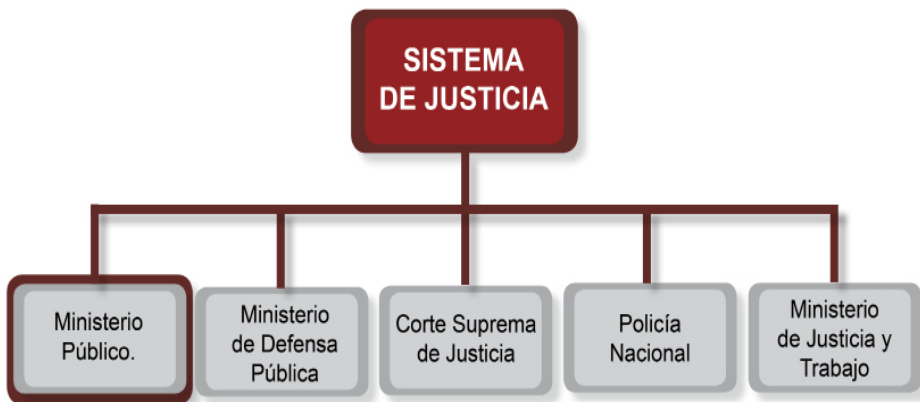 SISTEMA
DE JUSTICIA
Ministerio
Público.
Ministerio
de Defensa
Pública
Corte Suprema
de Justicia
Policía
Nacional
Ministerio
de Justicia y
Trabajo